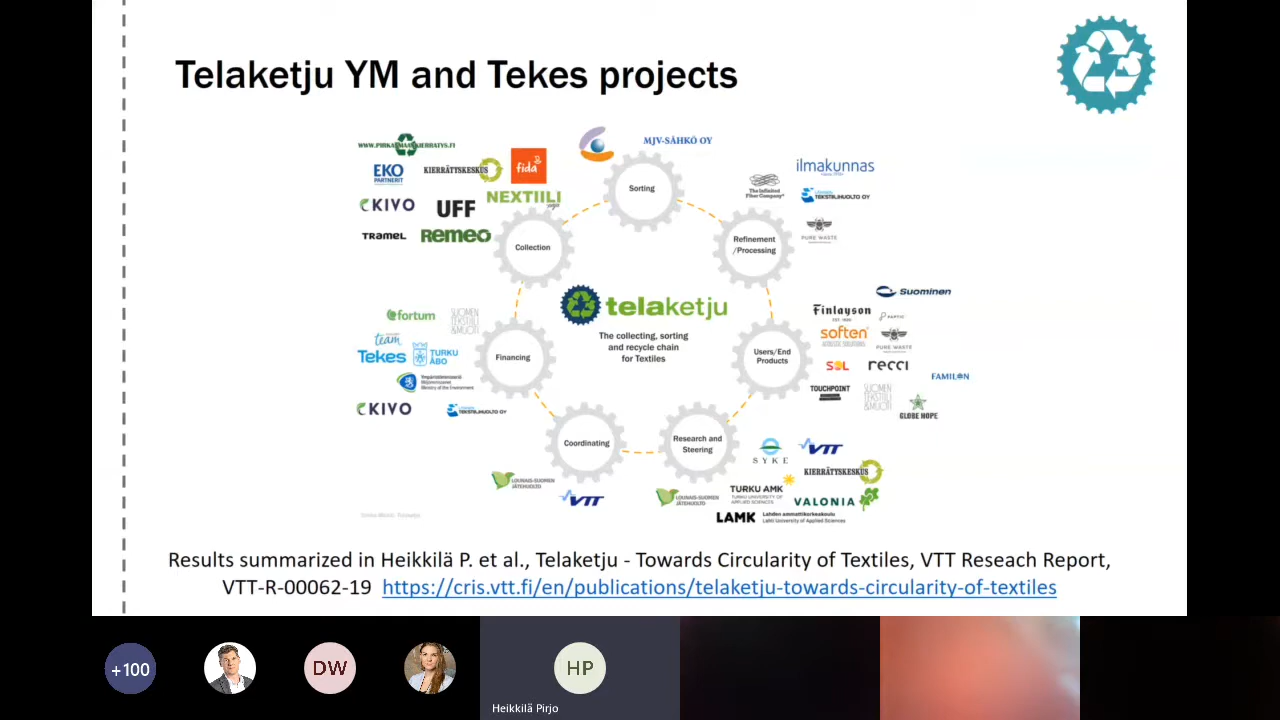 Telaketju YM and Tekes projects
WWW.PIRKANMAANKIERRATYS.FI
EKO
PARTNERIT
KIERRÄTYSKESKUS
fida
KIVO
UFF
NEXTIILI
TRAMEL
REMEO
Collection
MJV-SÄHKÖ OY
Sorting
ilmakunnas
The Infinited
Fiber Company
TEKSTIILIHUOLTO OY
PURE WASTE
Refinement
/Processing
telaketju
The collecting, sorting
and recycle chain
for Textiles
fortum
SUOMEN
TEKSTIILI
& MUOTI
team
Tekes
TURKU
ÅBO
Ympäristöministeriö
Miljöministeriet
Ministry of the Environment
KIVO
TEKSTIILIHUOLTO OY
Financing
Suominen
Finlayson
soften
PURE WASTE
SOL
recci
FAMILON
TOUCHPOINT
SUOMEN
TEKSTIILI
& MUOTI
GLOBE HOPE
Users/End
Products
Coordinating
LOUNAIS-SUOMEN
JÄTEHUOLTO
VTT
Research and
Steering
SYKE
VTT
KIERRÄTYSKESKUS
LOUNAIS-SUOMEN
JÄTEHUOLTO
TURKU AMK
TURKU UNIVERSITY OF
APPLIED SCIENCES
VALONIA
LAMK
Lahden ammattikorkeakoulu
Lahti University of Applied Sciences
Results summarized in Heikkilä P. et al., Telaketju - Towards Circularity of Textiles, VTT Reseach Report,
VTT-R-00062-19 https://cris.vtt.fi/en/publications/telaketju-towards-circularity-of-textiles
+100
DW
HP
Heikkilä Pirjo